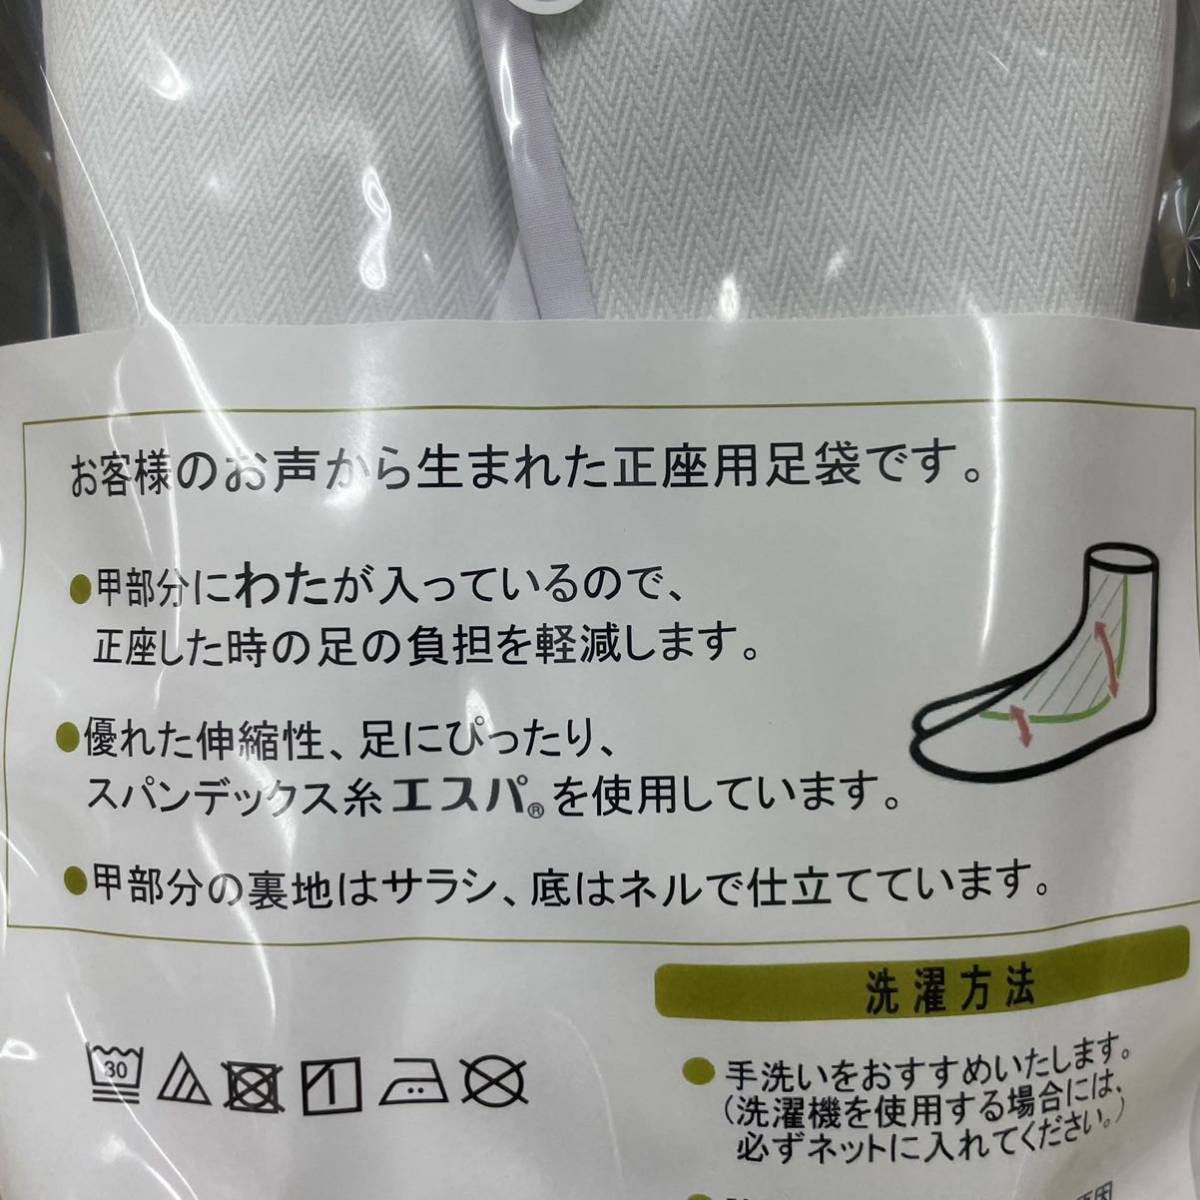 お客様のお声から生まれた正座用足袋です。
●甲部分にわたが入っているので、
正座した時の足の負担を軽減します。
●優れた伸縮性、足にぴったり、
スパンデックス糸エスパ®を使用しています。
●甲部分の裏地はサラシ、底はネルで仕立てています。
洗濯方法
30
●手洗いをおすすめいたします。
(洗濯機を使用する場合には、
必ずネットに入れてください。)